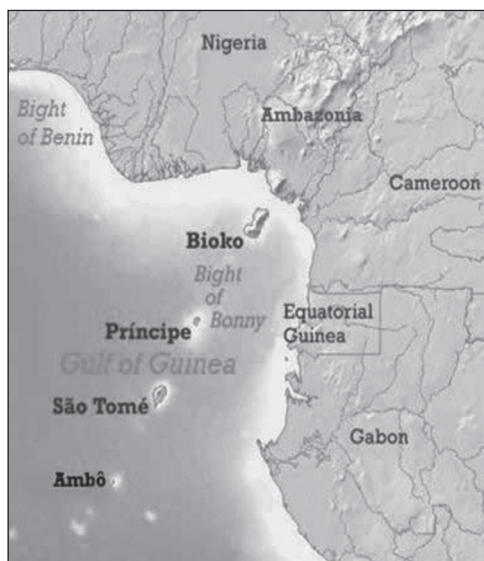 Nigeria
Bight
of Benin
Ambazonia
Cameroon
Bioko
Bight
of
Bonny
Equatorial
Guinea
Príncipe
Gulf of Guinea
São Tomé
Gabon
Ambô